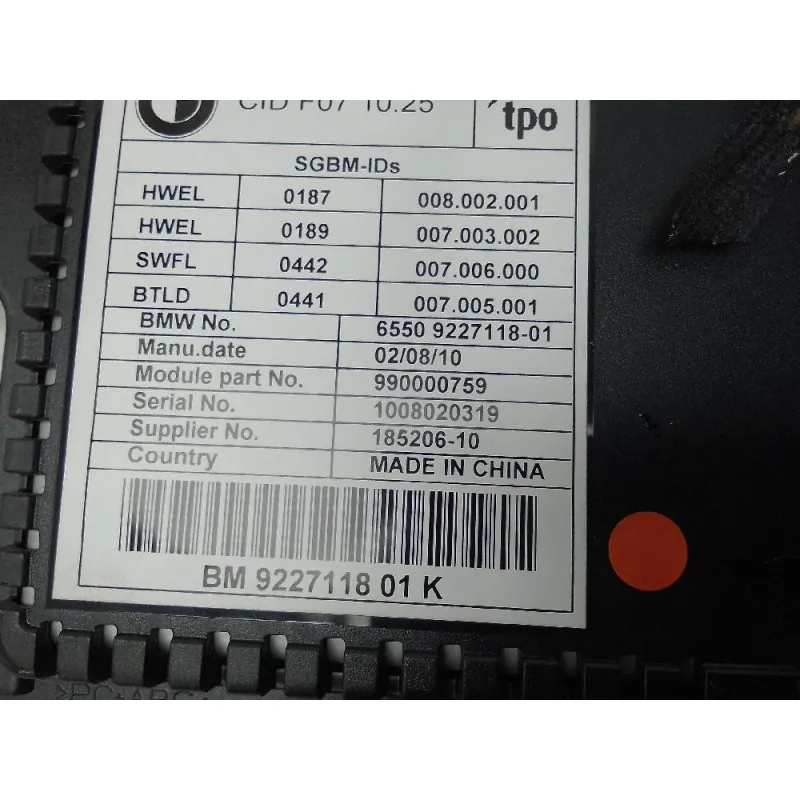 CID F07 10.25
tpo
SGBM-IDs
HWEL 0187 008.002.001
HWEL 0189 007.003.002
SWFL 0442 007.006.000
BTLD 0441 007.005.001
BMW No. 6550 9227118-01
Manu.date 02/08/10
Module part No. 990000759
Serial No. 1008020319
Supplier No. 185206-10
Country MADE IN CHINA
BM 9227118 01 K